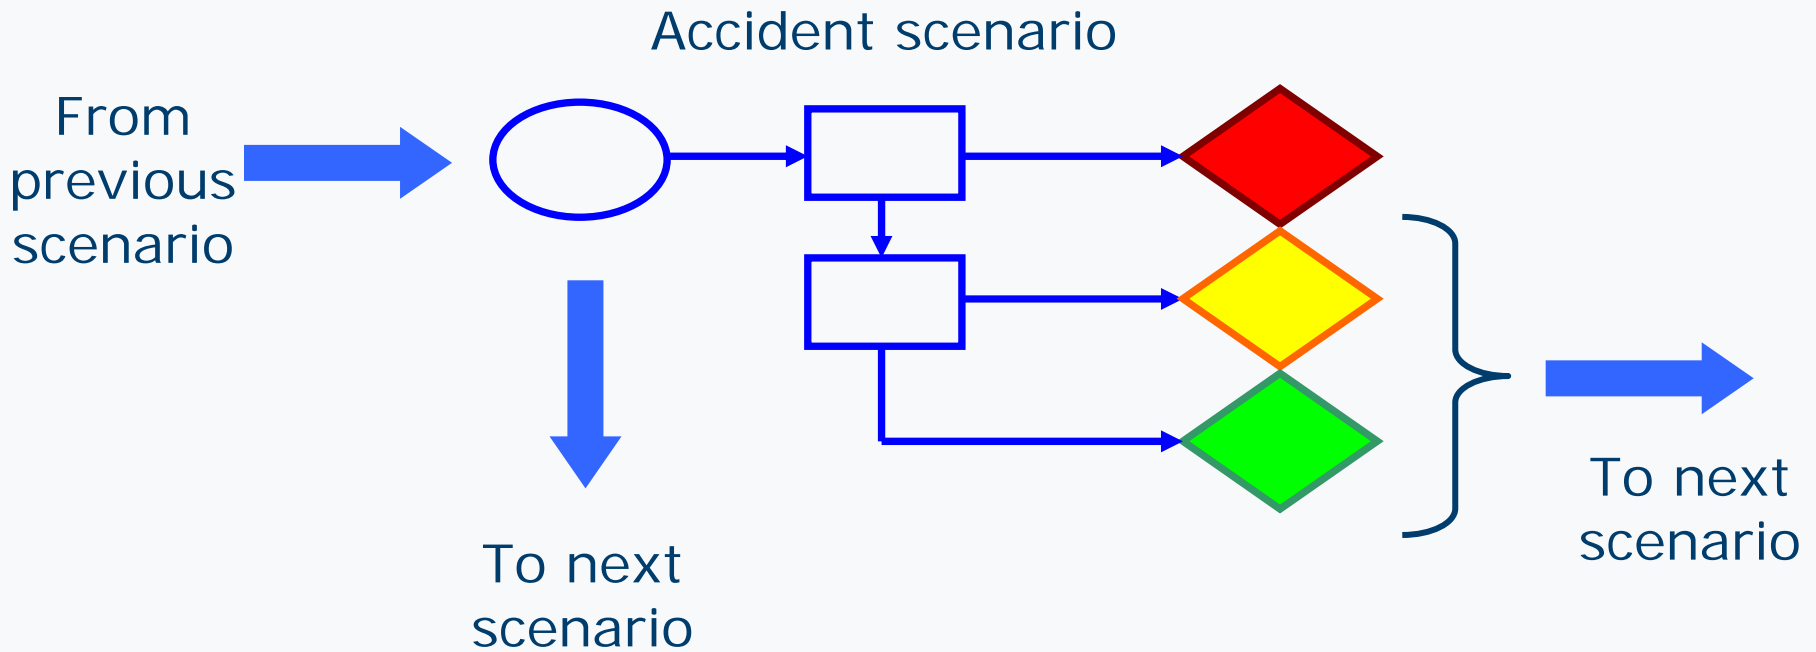 Accident scenario
From
previous
scenario
To next
scenario
To next
scenario